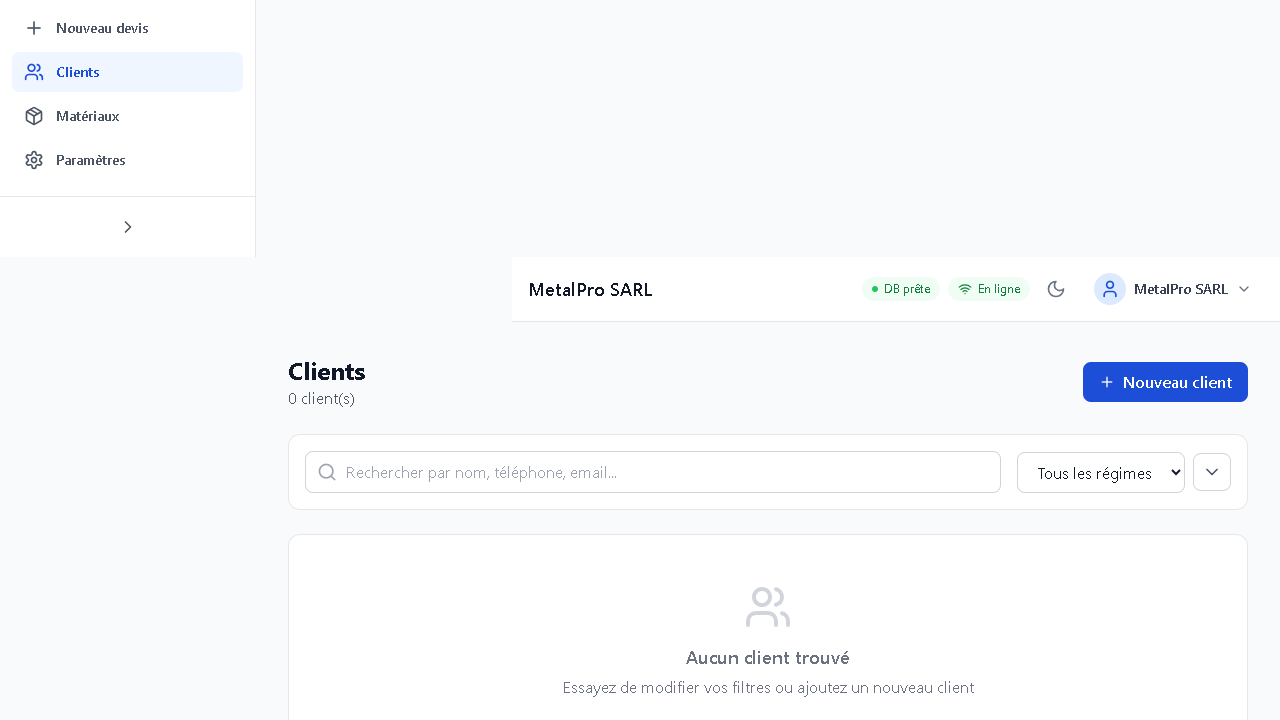 Nouveau devis
Clients
Matériaux
Paramètres
MetalPro SARL
DB prête
En ligne
MetalPro SARL
Clients
0 client(s)
Nouveau client
Rechercher par nom, téléphone, email...
Tous les régimes
Aucun client trouvé
Essayez de modifier vos filtres ou ajoutez un nouveau client